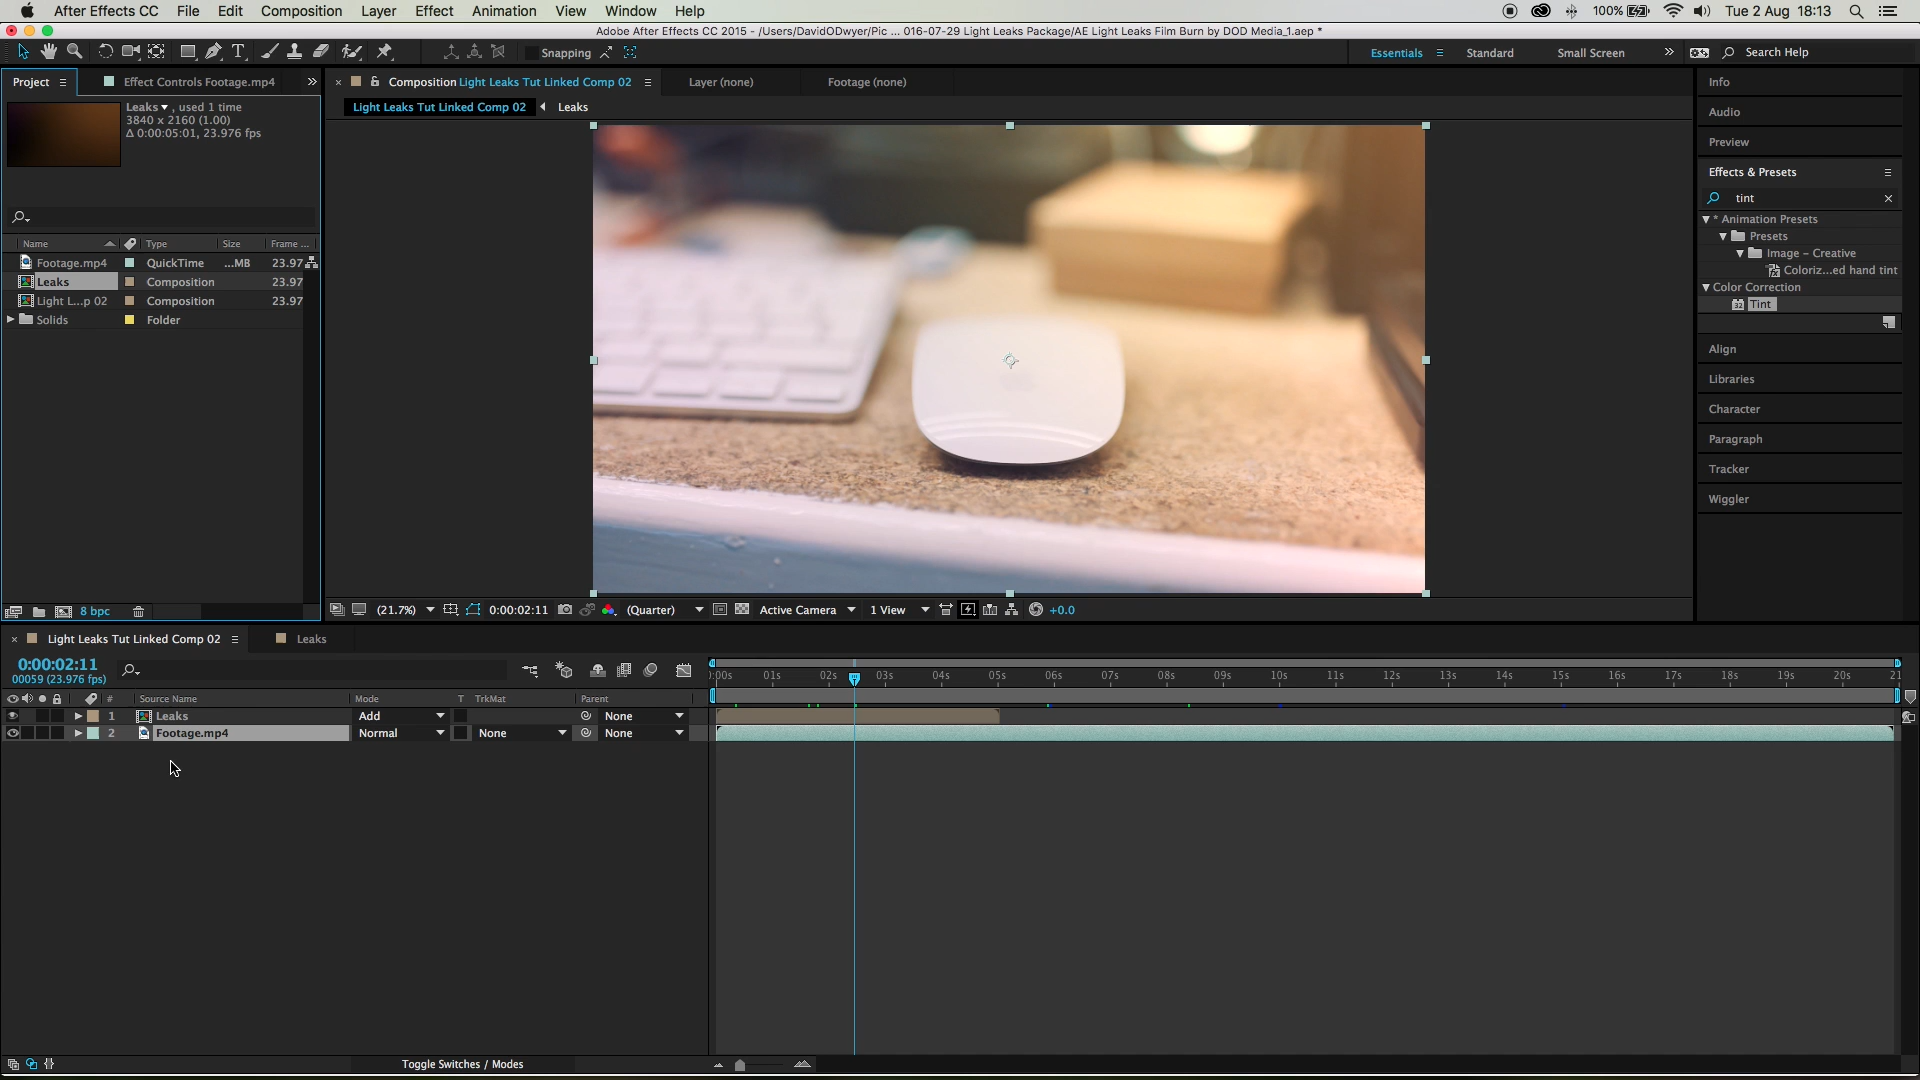 After Effects CC File Edit Composition Layer Effect Animation View Window Help 100% Tue 2 Aug 18:13
Adobe After Effects CC 2015 - /Users/DavidODwyer/Pic ... 016-07-29 Light Leaks Package/AE Light Leaks Film Burn by DOD Media_1.aep *
T Snapping Essentials Standard Small Screen » Search Help
Project Effect Controls Footage.mp4 » × Composition Light Leaks Tut Linked Comp 02 Layer (none) Footage (none) Info
Leaks ▼ , used 1 time
3840 x 2160 (1.00)
Δ 0:00:05:01, 23.976 fps
Light Leaks Tut Linked Comp 02 Leaks
Audio
Preview
Effects & Presets
tint ×
* Animation Presets
Presets
Image – Creative
Coloriz...ed hand tint
Color Correction
32 Tint
Align
Libraries
Character
Paragraph
Tracker
Wiggler
Name Type Size Frame ...
Footage.mp4 QuickTime ...MB 23.97
Leaks Composition 23.97
Light L...p 02 Composition 23.97
Solids Folder
8 bpc
(21.7%) 0:00:02:11 (Quarter) Active Camera 1 View +0.0
× Light Leaks Tut Linked Comp 02 Leaks
0:00:02:11
00059 (23.976 fps)
):00s 01s 02s 03s 04s 05s 06s 07s 08s 09s 10s 11s 12s 13s 14s 15s 16s 17s 18s 19s 20s 21
# Source Name Mode T TrkMat Parent
1 Leaks Add None
2 Footage.mp4 Normal None None
Toggle Switches / Modes